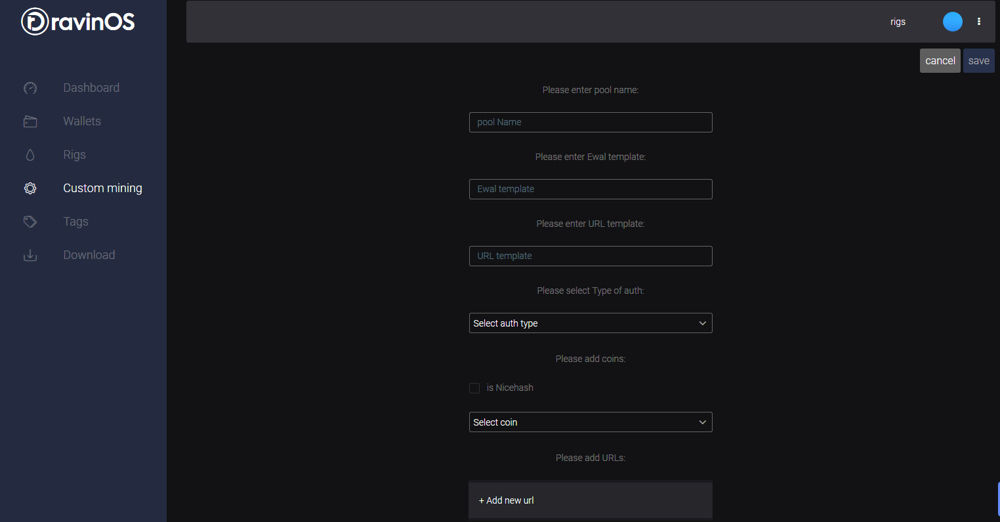 DravinOS
rigs
cancel save
Dashboard
Wallets
Rigs
Custom mining
Tags
Download
Please enter pool name:
pool Name
Please enter Ewal template:
Ewal template
Please enter URL template:
URL template
Please select Type of auth:
Select auth type
Please add coins:
is Nicehash
Select coin
Please add URLs:
+ Add new url